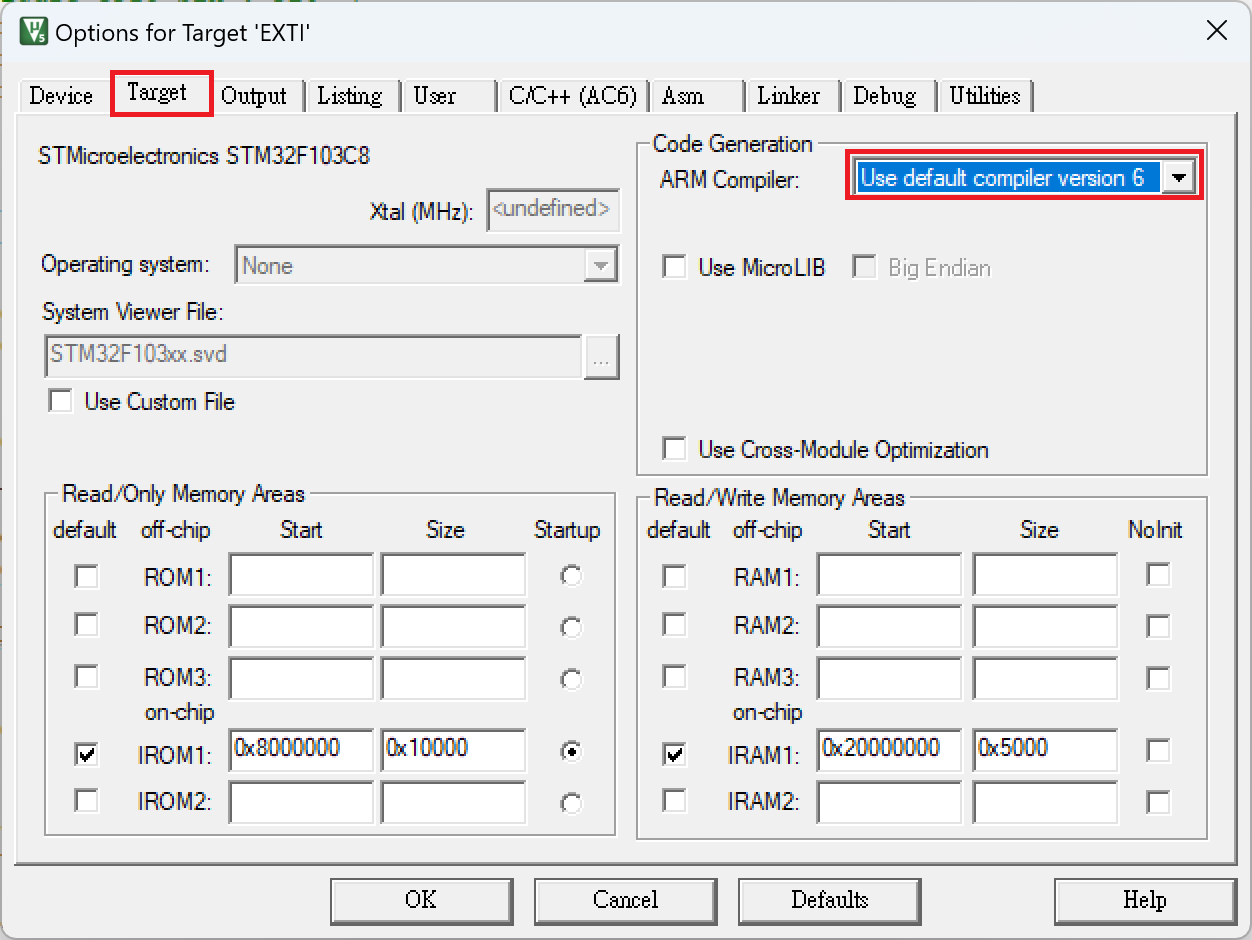 Options for Target 'EXTI'
Device Target Output Listing User C/C++ (AC6) Asm Linker Debug Utilities
STMicroelectronics STM32F103C8
Xtal (MHz): <undefined>
Operating system: None
System Viewer File:
STM32F103xx.svd ...
Use Custom File
Code Generation
ARM Compiler: Use default compiler version 6
Use MicroLIB Big Endian
Use Cross-Module Optimization
Read/Only Memory Areas
default off-chip Start Size Startup
ROM1:
ROM2:
ROM3:
on-chip
IROM1: 0x8000000 0x10000
IROM2:
Read/Write Memory Areas
default off-chip Start Size NoInit
RAM1:
RAM2:
RAM3:
on-chip
IRAM1: 0x20000000 0x5000
IRAM2:
OK Cancel Defaults Help